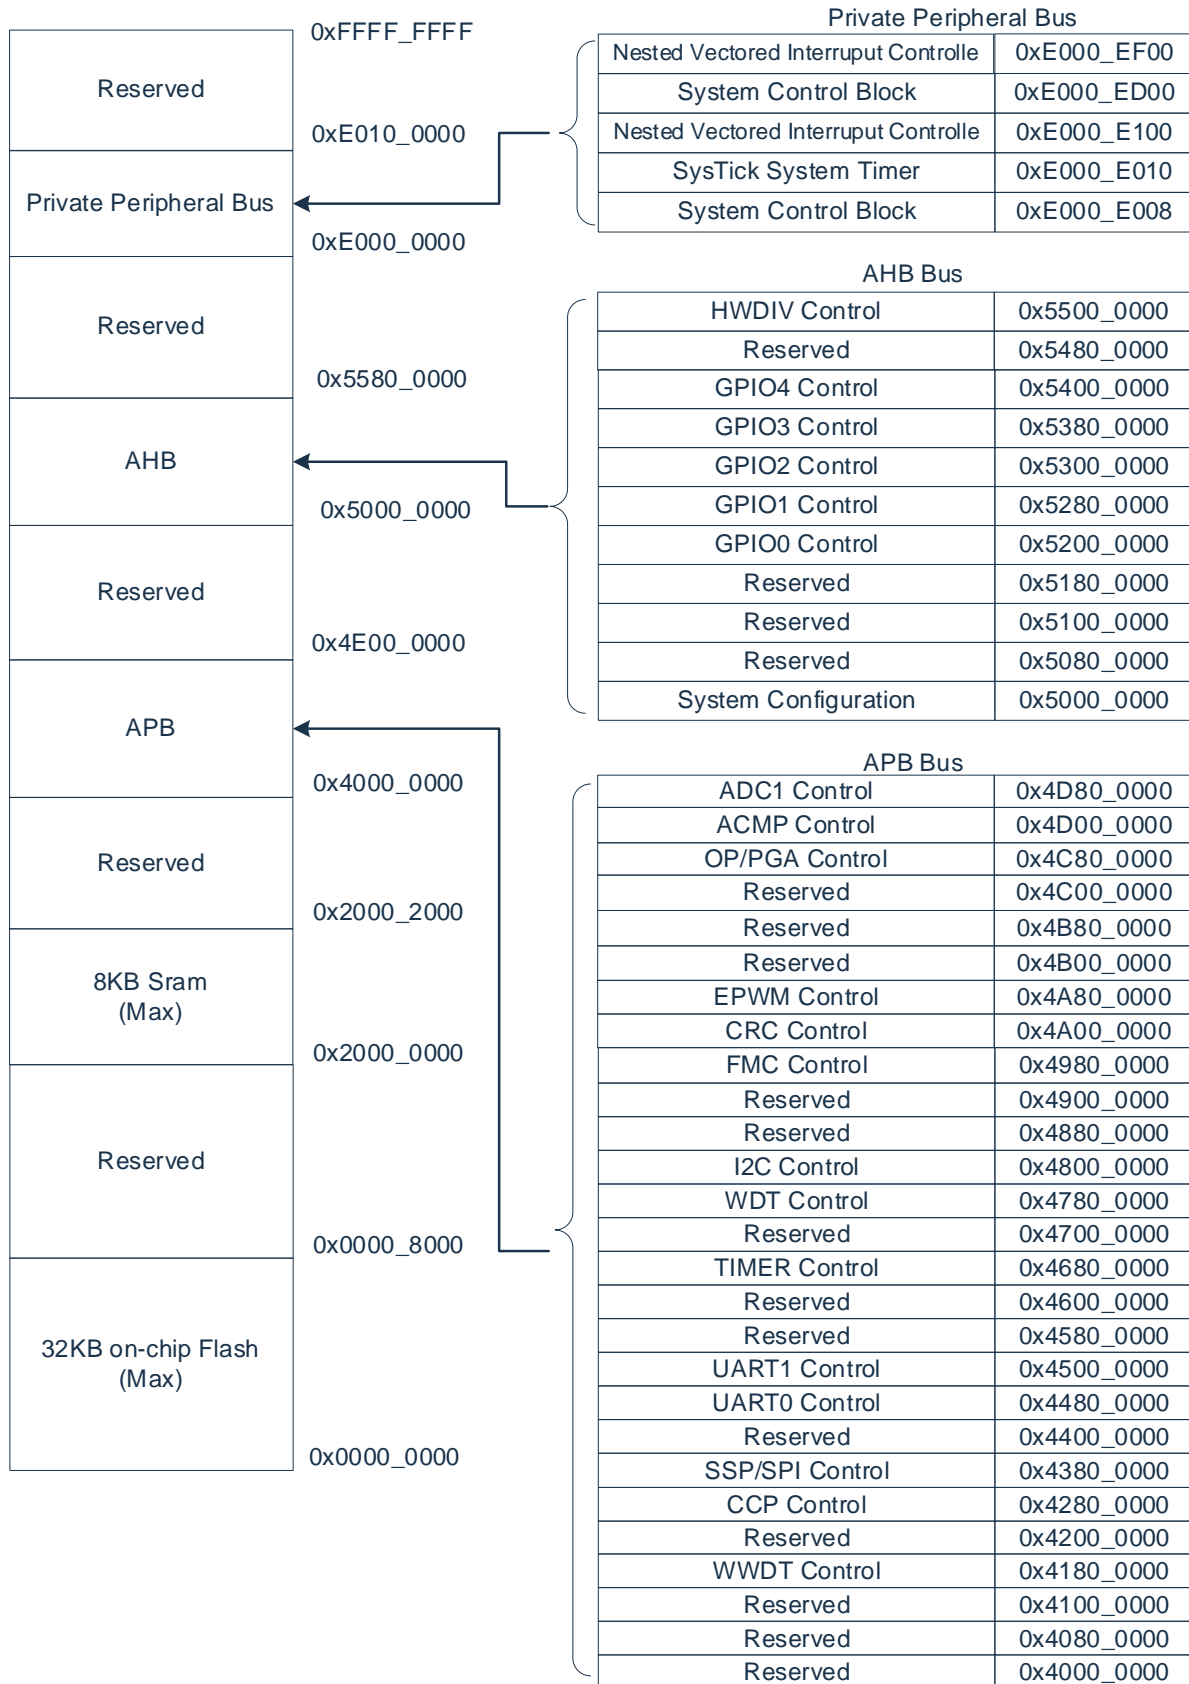 0xFFFF_FFFF
Reserved
0xE010_0000
Private Peripheral Bus
0xE000_0000
Reserved
0x5580_0000
AHB
0x5000_0000
Reserved
0x4E00_0000
APB
0x4000_0000
Reserved
0x2000_2000
8KB Sram
(Max)
0x2000_0000
Reserved
0x0000_8000
32KB on-chip Flash
(Max)
0x0000_0000
Private Peripheral Bus
Nested Vectored Interruput Controlle 0xE000_EF00
System Control Block 0xE000_ED00
Nested Vectored Interruput Controlle 0xE000_E100
SysTick System Timer 0xE000_E010
System Control Block 0xE000_E008
AHB Bus
HWDIV Control 0x5500_0000
Reserved 0x5480_0000
GPIO4 Control 0x5400_0000
GPIO3 Control 0x5380_0000
GPIO2 Control 0x5300_0000
GPIO1 Control 0x5280_0000
GPIO0 Control 0x5200_0000
Reserved 0x5180_0000
Reserved 0x5100_0000
Reserved 0x5080_0000
System Configuration 0x5000_0000
APB Bus
ADC1 Control 0x4D80_0000
ACMP Control 0x4D00_0000
OP/PGA Control 0x4C80_0000
Reserved 0x4C00_0000
Reserved 0x4B80_0000
Reserved 0x4B00_0000
EPWM Control 0x4A80_0000
CRC Control 0x4A00_0000
FMC Control 0x4980_0000
Reserved 0x4900_0000
Reserved 0x4880_0000
I2C Control 0x4800_0000
WDT Control 0x4780_0000
Reserved 0x4700_0000
TIMER Control 0x4680_0000
Reserved 0x4600_0000
Reserved 0x4580_0000
UART1 Control 0x4500_0000
UART0 Control 0x4480_0000
Reserved 0x4400_0000
SSP/SPI Control 0x4380_0000
CCP Control 0x4280_0000
Reserved 0x4200_0000
WWDT Control 0x4180_0000
Reserved 0x4100_0000
Reserved 0x4080_0000
Reserved 0x4000_0000